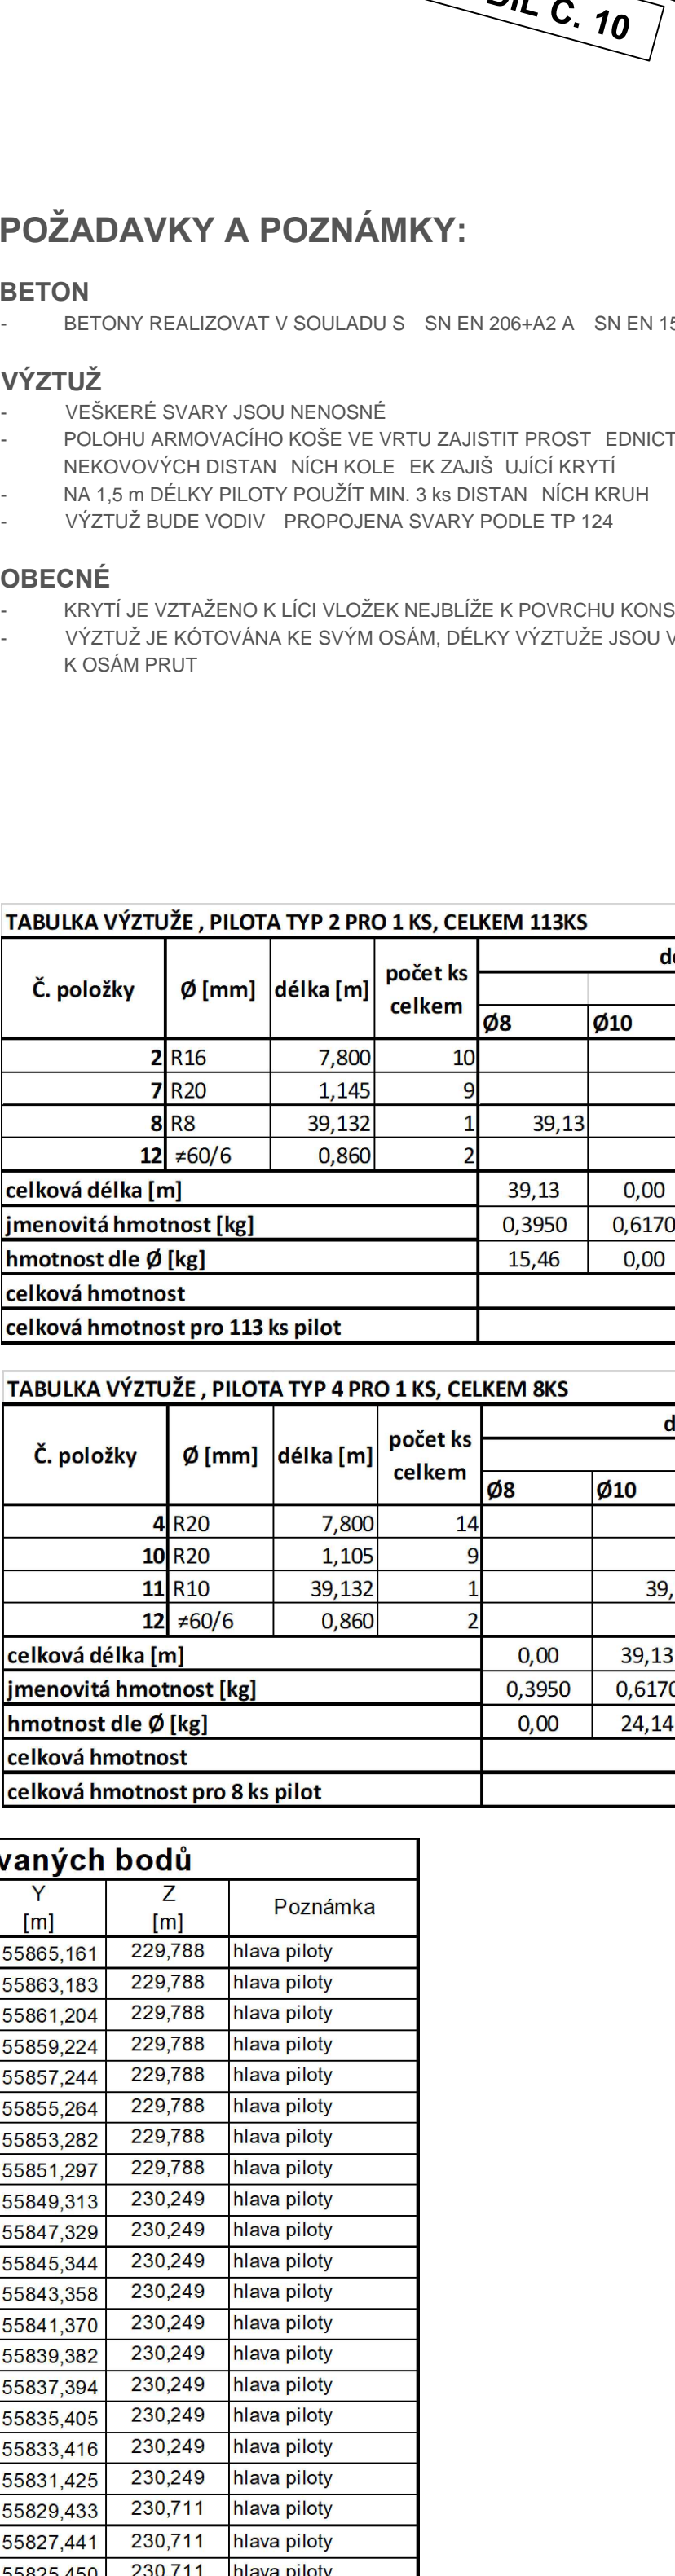 DÍL Č. 10
POŽADAVKY A POZNÁMKY:
BETON
- BETONY REALIZOVAT V SOULADU S SN EN 206+A2 A SN EN 15
VÝZTUŽ
- VEŠKERÉ SVARY JSOU NENOSNÉ
- POLOHU ARMOVACÍHO KOŠE VE VRTU ZAJISTIT PROST EDNICT
NEKOVOVÝCH DISTAN NÍCH KOLE EK ZAJIŠ UJÍCÍ KRYTÍ
- NA 1,5 m DÉLKY PILOTY POUŽÍT MIN. 3 ks DISTAN NÍCH KRUH
- VÝZTUŽ BUDE VODIV PROPOJENA SVARY PODLE TP 124
OBECNÉ
- KRYTÍ JE VZTAŽENO K LÍCI VLOŽEK NEJBLÍŽE K POVRCHU KONS
- VÝZTUŽ JE KÓTOVÁNA KE SVÝM OSÁM, DÉLKY VÝZTUŽE JSOU V
K OSÁM PRUT
TABULKA VÝZTUŽE , PILOTA TYP 2 PRO 1 KS, CELKEM 113KS
Č. položky Ø [mm] délka [m] počet ks celkem d
Ø8 Ø10
2 R16 7,800 10
7 R20 1,145 9
8 R8 39,132 1 39,13
12 ≠60/6 0,860 2
celková délka [m] 39,13 0,00
jmenovitá hmotnost [kg] 0,3950 0,6170
hmotnost dle Ø [kg] 15,46 0,00
celková hmotnost
celková hmotnost pro 113 ks pilot
TABULKA VÝZTUŽE , PILOTA TYP 4 PRO 1 KS, CELKEM 8KS
Č. položky Ø [mm] délka [m] počet ks celkem d
Ø8 Ø10
4 R20 7,800 14
10 R20 1,105 9
11 R10 39,132 1 39,
12 ≠60/6 0,860 2
celková délka [m] 0,00 39,13
jmenovitá hmotnost [kg] 0,3950 0,6170
hmotnost dle Ø [kg] 0,00 24,14
celková hmotnost
celková hmotnost pro 8 ks pilot
vaných bodů
Y Z Poznámka
[m] [m]
55865,161 229,788 hlava piloty
55863,183 229,788 hlava piloty
55861,204 229,788 hlava piloty
55859,224 229,788 hlava piloty
55857,244 229,788 hlava piloty
55855,264 229,788 hlava piloty
55853,282 229,788 hlava piloty
55851,297 229,788 hlava piloty
55849,313 230,249 hlava piloty
55847,329 230,249 hlava piloty
55845,344 230,249 hlava piloty
55843,358 230,249 hlava piloty
55841,370 230,249 hlava piloty
55839,382 230,249 hlava piloty
55837,394 230,249 hlava piloty
55835,405 230,249 hlava piloty
55833,416 230,249 hlava piloty
55831,425 230,249 hlava piloty
55829,433 230,711 hlava piloty
55827,441 230,711 hlava piloty
55825,450 230,711 hlava piloty